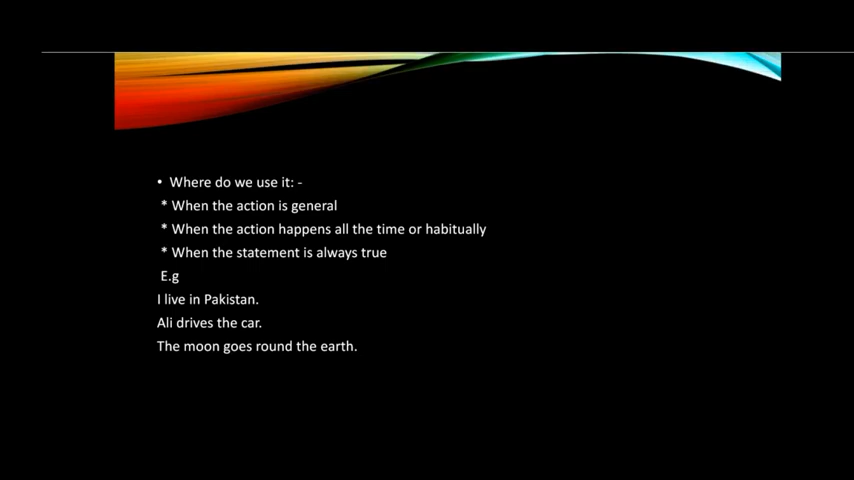 • Where do we use it: -
* When the action is general
* When the action happens all the time or habitually
* When the statement is always true
E.g
I live in Pakistan.
Ali drives the car.
The moon goes round the earth.